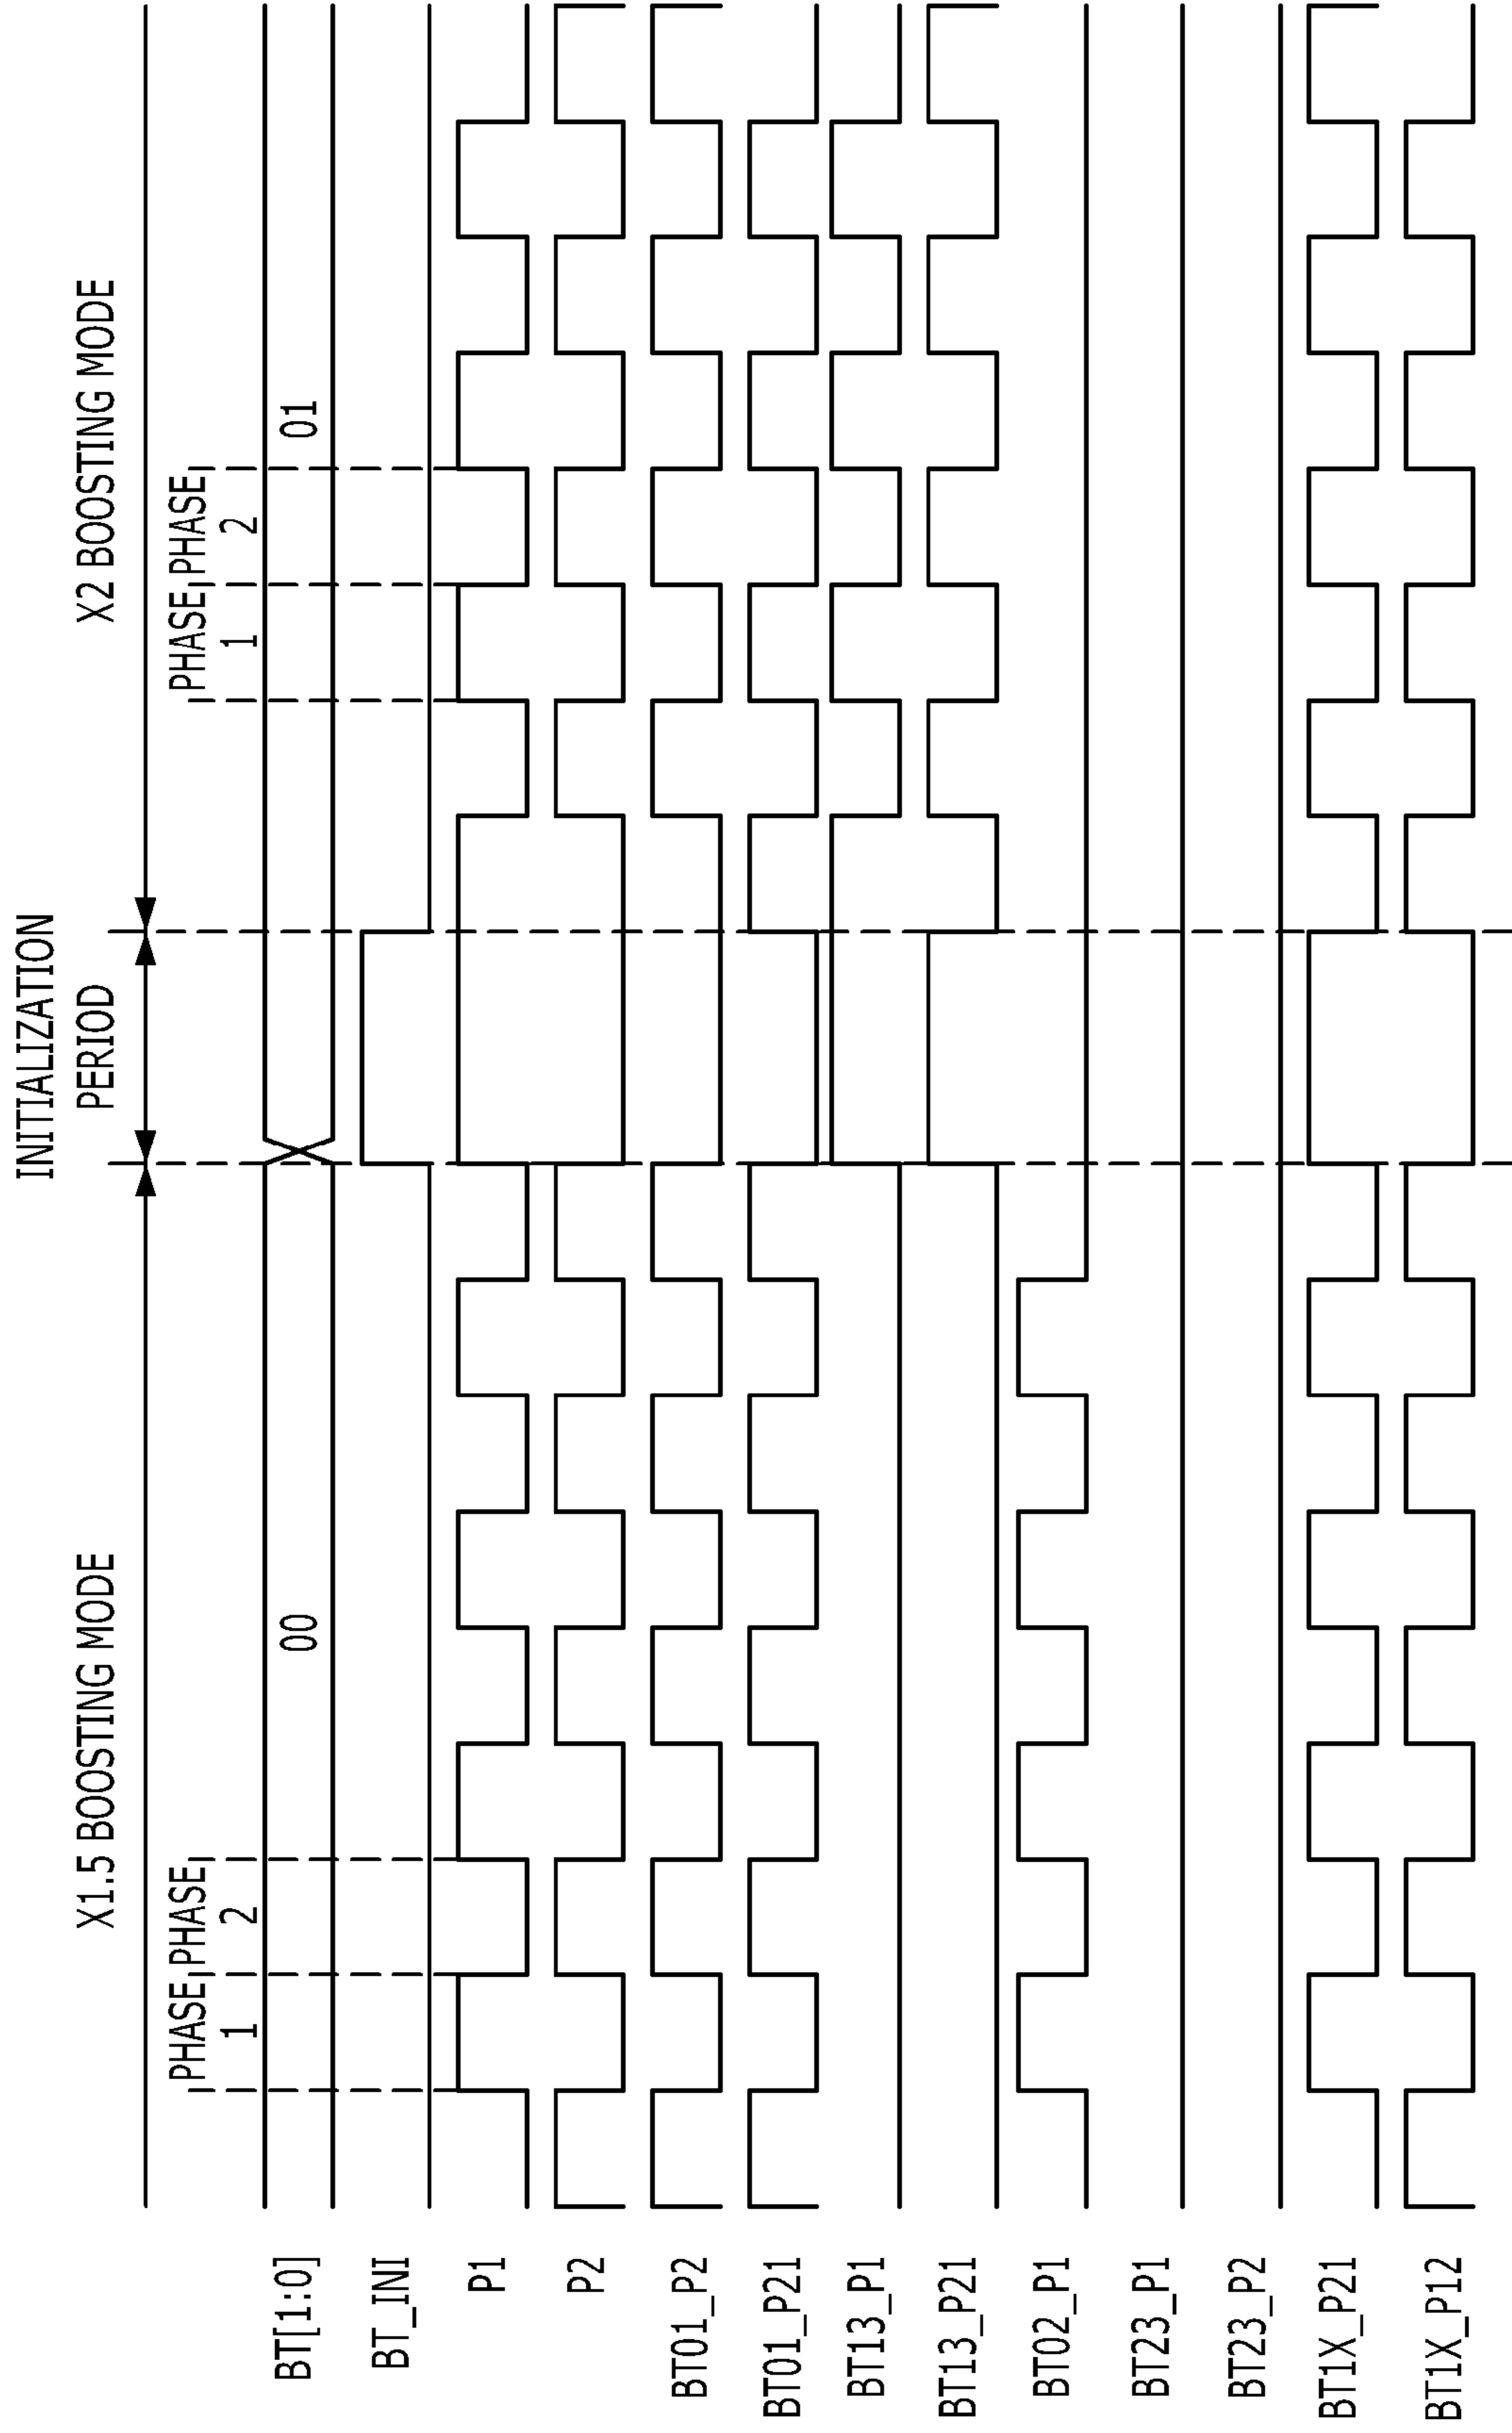 INITIALIZATION
X1.5 BOOSTING MODE
PERIOD
X2 BOOSTING MODE
PHASE PHASE
1 2
PHASE PHASE
1 2
BT[1:0]
00
01
BT_INI
P1
P2
BT01_P2
BT01_P21
BT13_P1
BT13_P21
BT02_P1
BT23_P1
BT23_P2
BT1X_P21
BT1X_P12